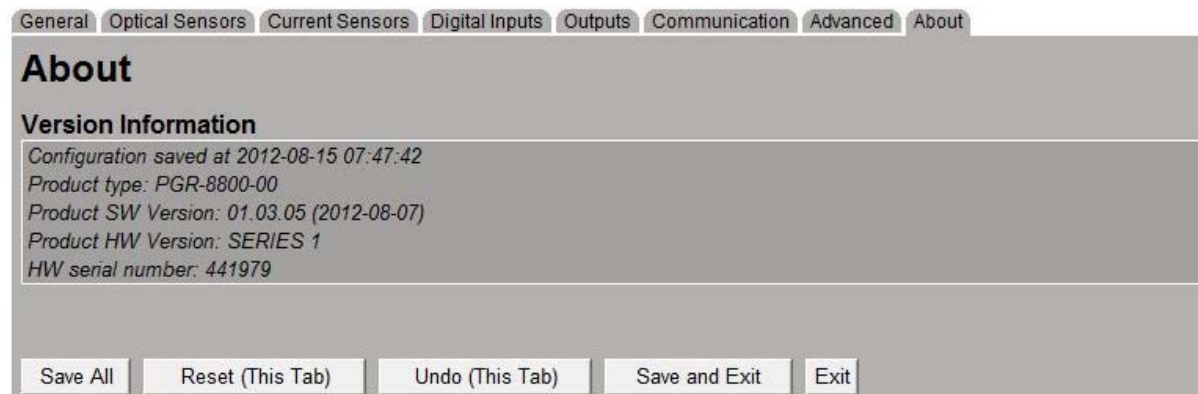 General Optical Sensors Current Sensors Digital Inputs Outputs Communication Advanced About
About
Version Information
Configuration saved at 2012-08-15 07:47:42
Product type: PGR-8800-00
Product SW Version: 01.03.05 (2012-08-07)
Product HW Version: SERIES 1
HW serial number: 441979
Save All Reset (This Tab) Undo (This Tab) Save and Exit Exit